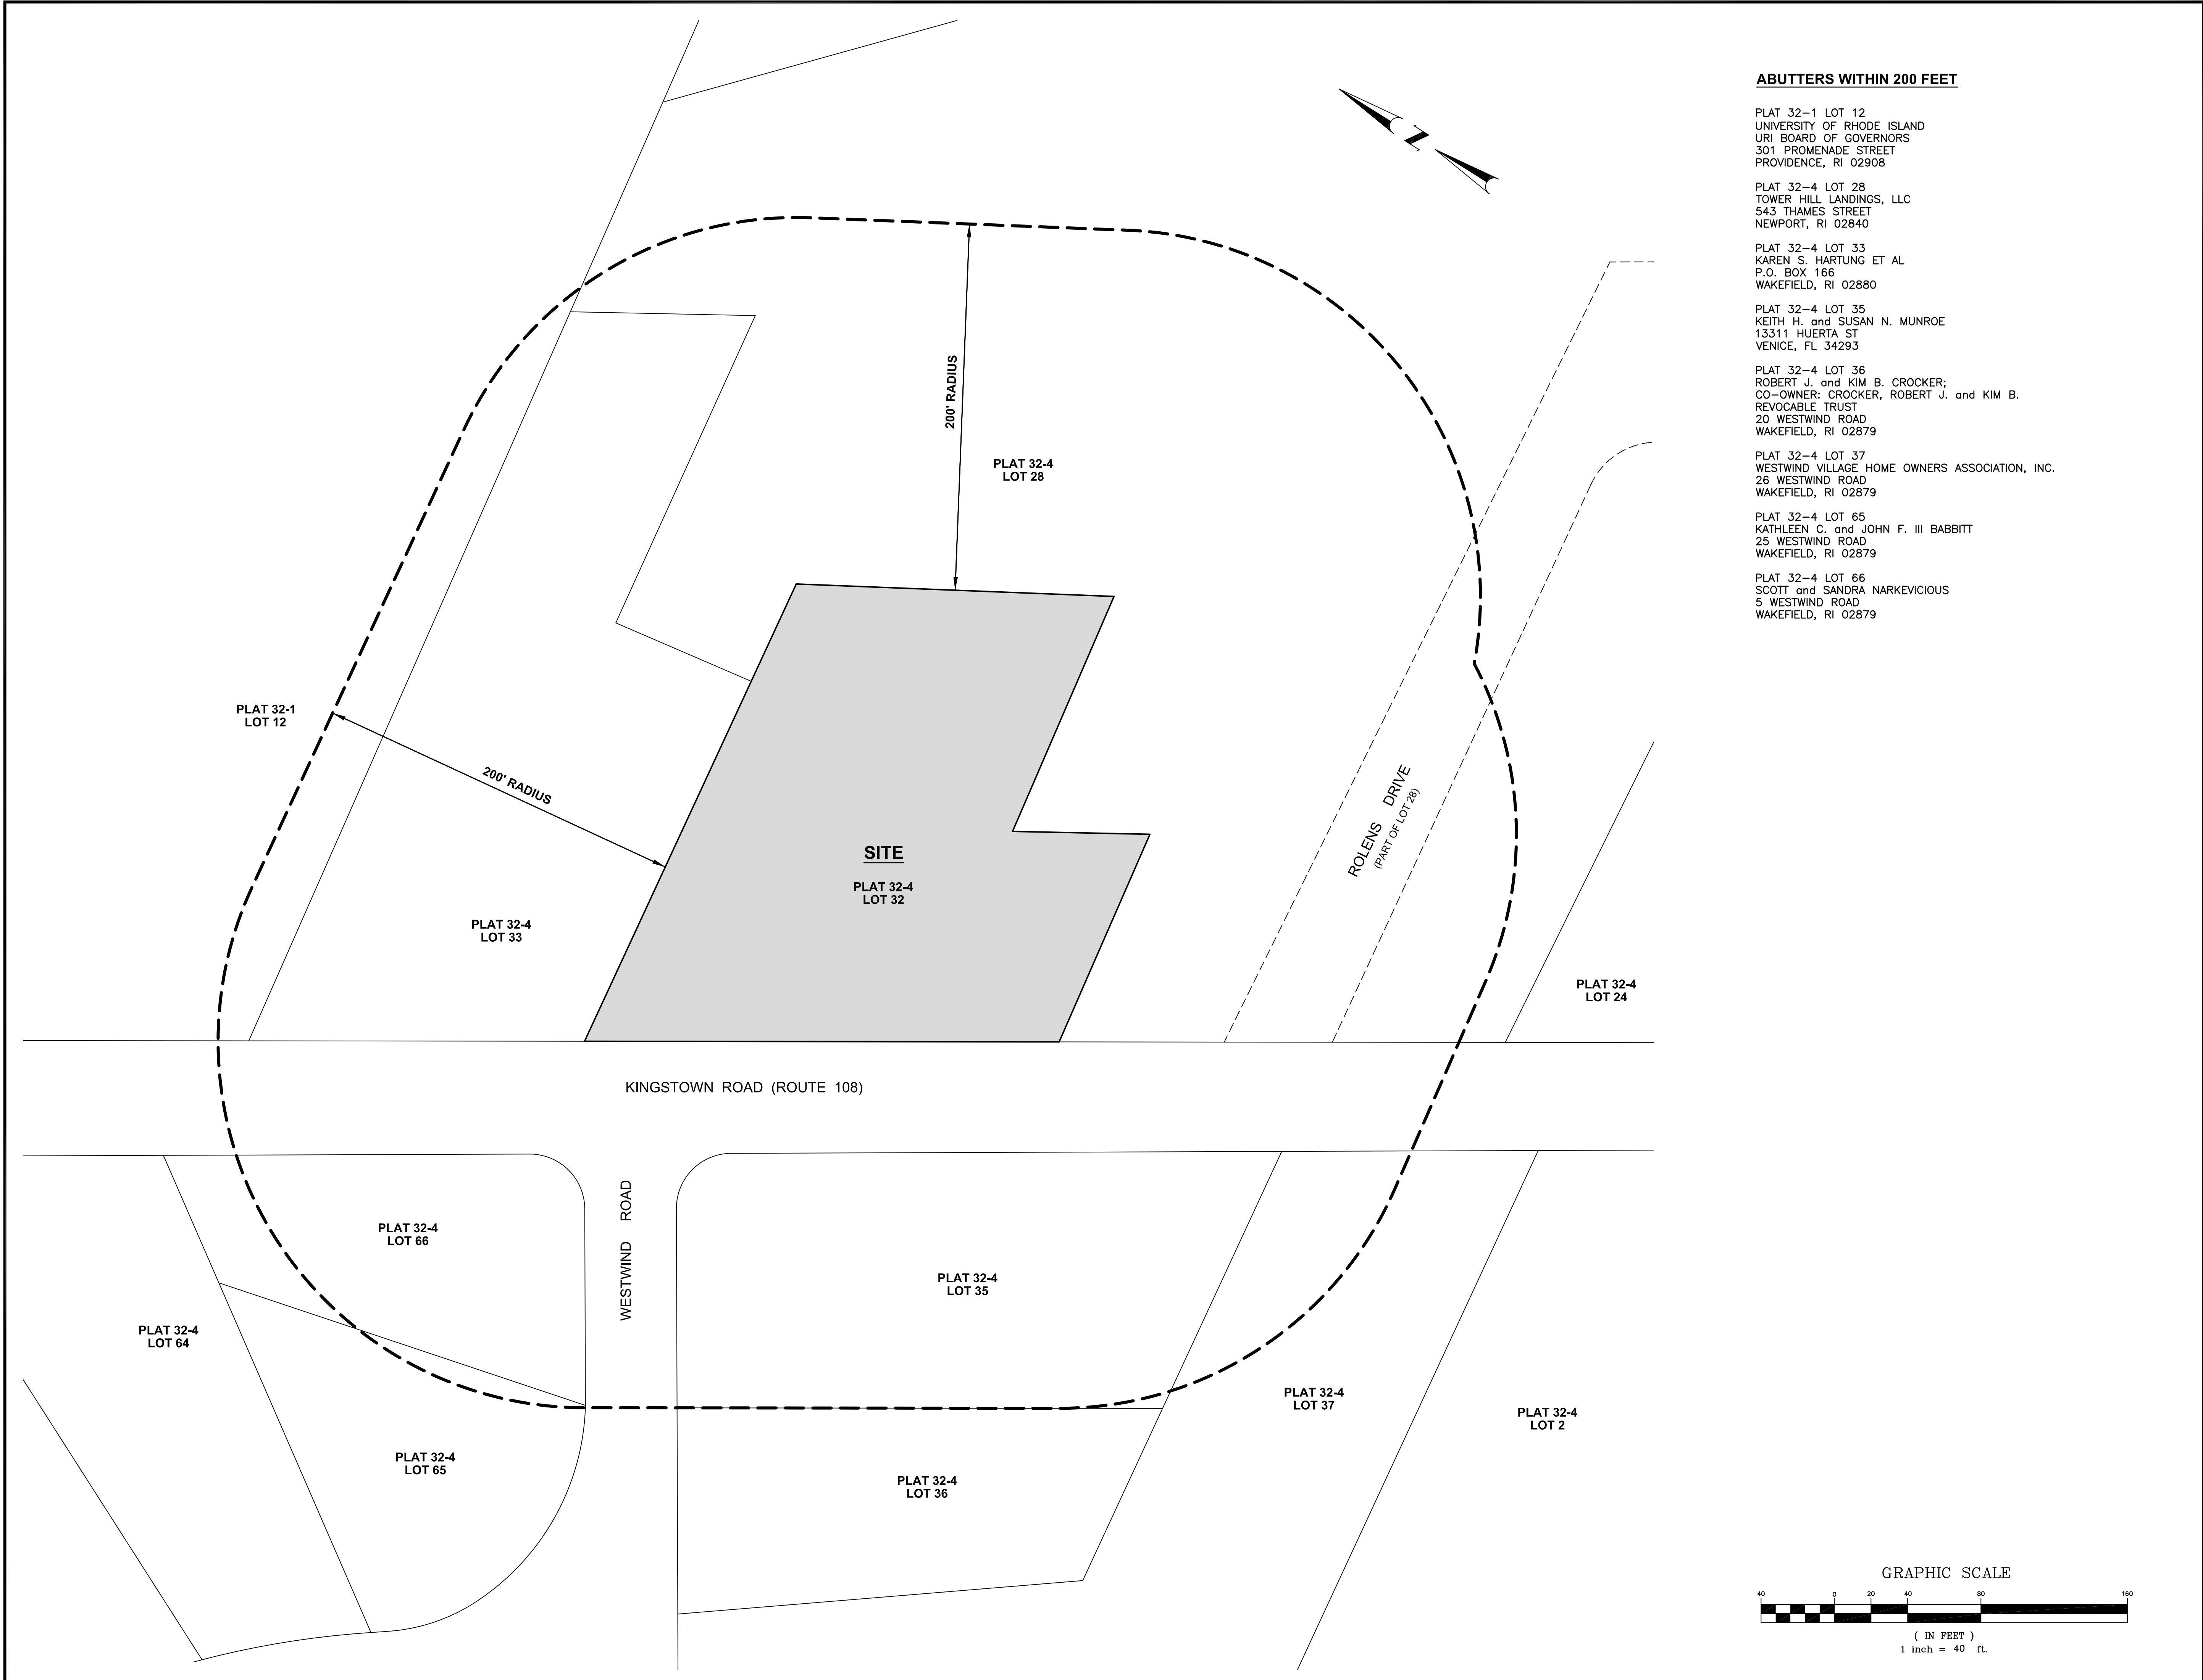 ABUTTERS WITHIN 200 FEET
PLAT 32-1 LOT 12
UNIVERSITY OF RHODE ISLAND
URI BOARD OF GOVERNORS
301 PROMENADE STREET
PROVIDENCE, RI 02908
PLAT 32-4 LOT 28
TOWER HILL LANDINGS, LLC
543 THAMES STREET
NEWPORT, RI 02840
PLAT 32-4 LOT 33
KAREN S. HARTUNG ET AL
P.O. BOX 166
WAKEFIELD, RI 02880
PLAT 32-4 LOT 35
KEITH H. and SUSAN N. MUNROE
13311 HUERTA ST
VENICE, FL 34293
PLAT 32-4 LOT 36
ROBERT J. and KIM B. CROCKER;
CO-OWNER: CROCKER, ROBERT J. and KIM B.
REVOCABLE TRUST
20 WESTWIND ROAD
WAKEFIELD, RI 02879
PLAT 32-4 LOT 37
WESTWIND VILLAGE HOME OWNERS ASSOCIATION, INC.
26 WESTWIND ROAD
WAKEFIELD, RI 02879
PLAT 32-4 LOT 65
KATHLEEN C. and JOHN F. III BABBITT
25 WESTWIND ROAD
WAKEFIELD, RI 02879
PLAT 32-4 LOT 66
SCOTT and SANDRA NARKEVICIOUS
5 WESTWIND ROAD
WAKEFIELD, RI 02879
N
200' RADIUS
PLAT 32-4
LOT 28
PLAT 32-1
LOT 12
200' RADIUS
ROLENS DRIVE
(PART OF LOT 28)
SITE
PLAT 32-4
LOT 32
PLAT 32-4
LOT 33
PLAT 32-4
LOT 24
KINGSTOWN ROAD (ROUTE 108)
WESTWIND ROAD
PLAT 32-4
LOT 66
PLAT 32-4
LOT 35
PLAT 32-4
LOT 64
PLAT 32-4
LOT 37
PLAT 32-4
LOT 2
PLAT 32-4
LOT 65
PLAT 32-4
LOT 36
GRAPHIC SCALE
40 0 20 40 80 160
( IN FEET )
1 inch = 40 ft.